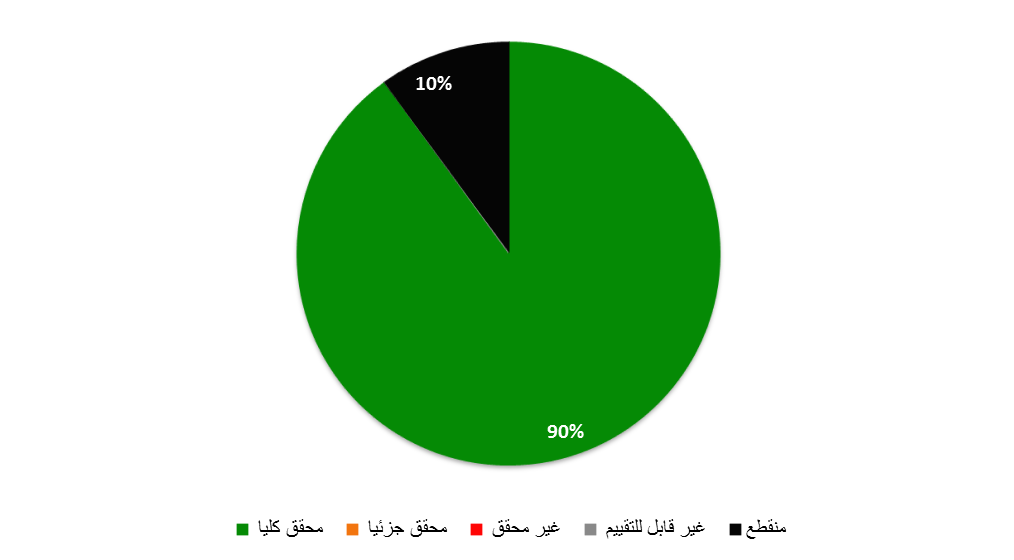 10%
90%
محقق كليا
محقق جزئيا
غير محقق
غير قابل للتقييم
منقطع